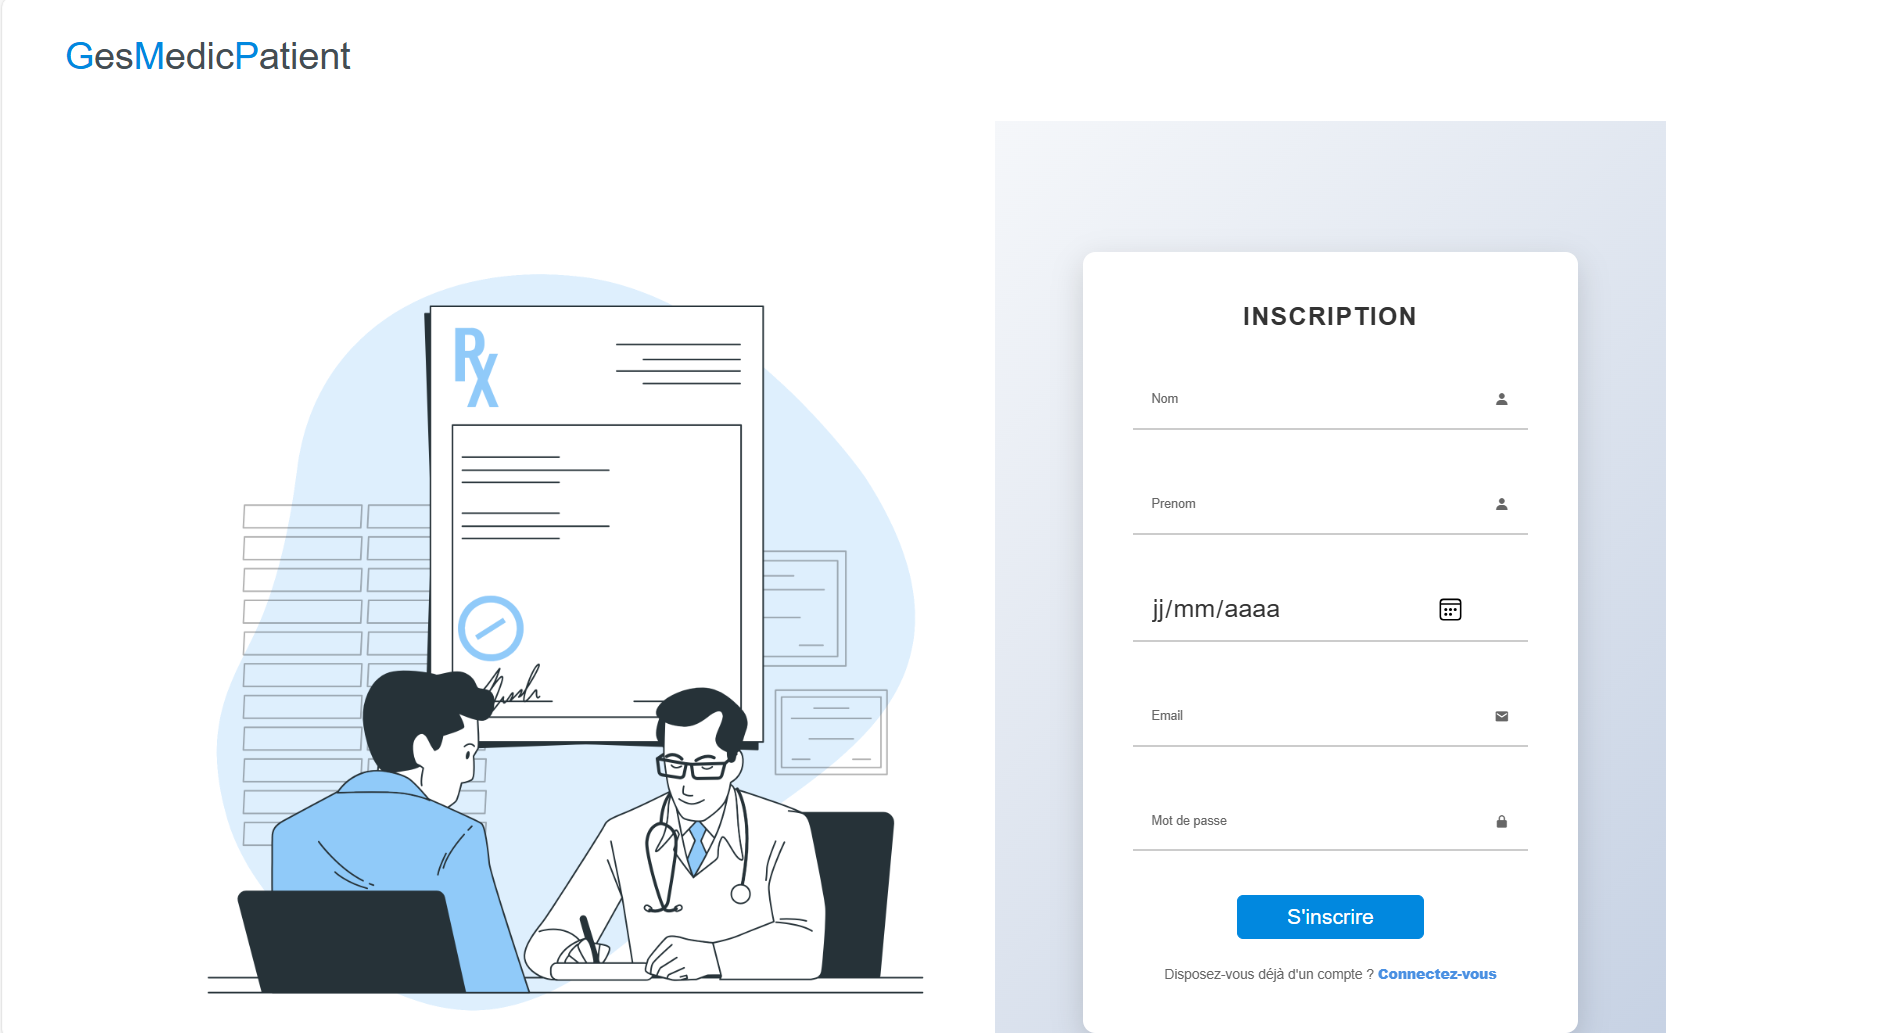 GesMedicPatient
Rx
INSCRIPTION
Nom
Prenom
jj/mm/aaaa
Email
Mot de passe
S'inscrire
Disposez-vous déjà d'un compte ? Connectez-vous